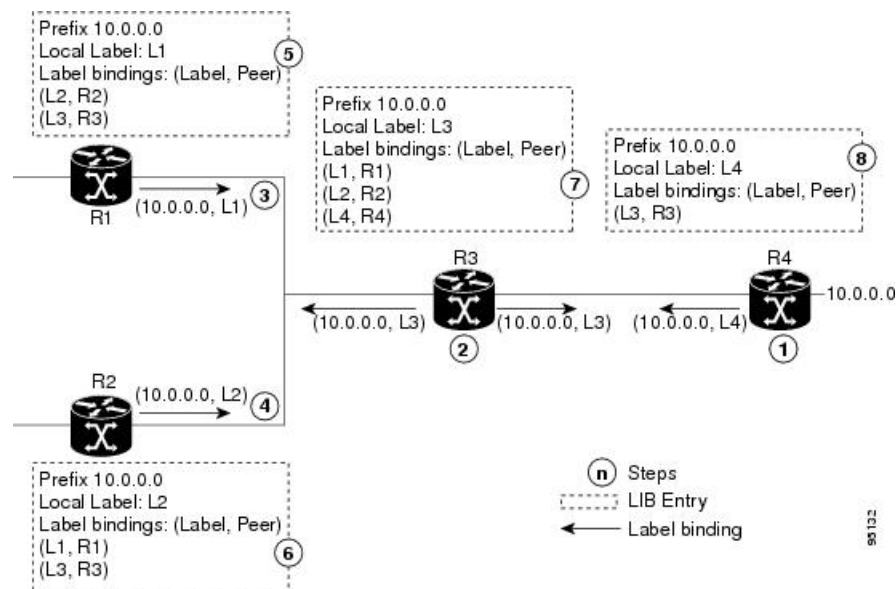 Prefix 10.0.0.0
Local Label: L1
Label bindings: (Label, Peer)
(L2, R2)
(L3, R3)
5
R1
(10.0.0.0, L1)
3
Prefix 10.0.0.0
Local Label: L3
Label bindings: (Label, Peer)
(L1, R1)
(L2, R2)
(L4, R4)
7
Prefix 10.0.0.0
Local Label: L4
Label bindings: (Label, Peer)
(L3, R3)
8
R3
(10.0.0.0, L3)
(10.0.0.0, L3)
2
R4
10.0.0.0
(10.0.0.0, L4)
1
R2
(10.0.0.0, L2)
4
Prefix 10.0.0.0
Local Label: L2
Label bindings: (Label, Peer)
(L1, R1)
(L3, R3)
6
n Steps
LIB Entry
Label binding
95132